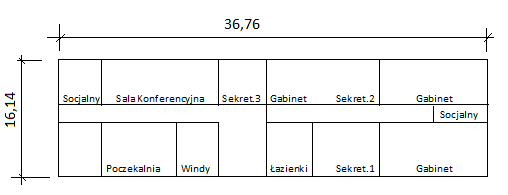 36,76
16,14
Socjalny Sala Konferencyjna Sekret.3 Gabinet Sekret.2 Gabinet
Socjalny
Poczekalnia Windy Łazienki Sekret.1 Gabinet